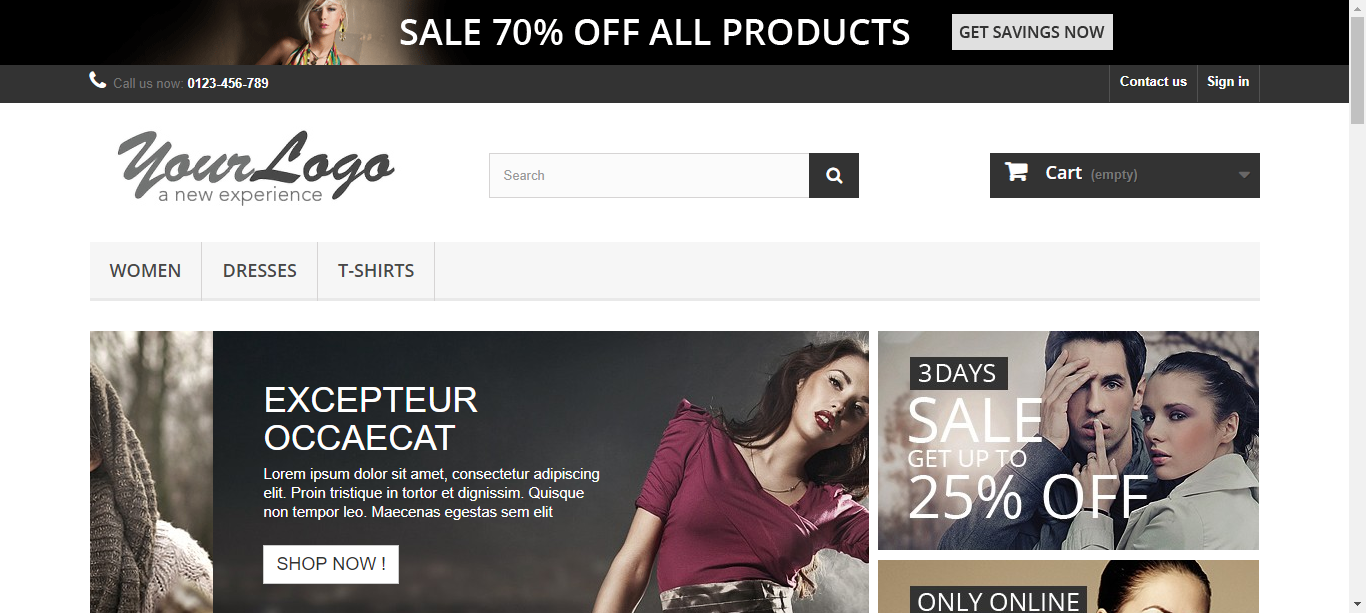 SALE 70% OFF ALL PRODUCTS
GET SAVINGS NOW
Call us now: 0123-456-789
Contact us
Sign in
YourLogo
a new experience
Search
Cart (empty)
WOMEN
DRESSES
T-SHIRTS
EXCEPTEUR
OCCAECAT
Lorem ipsum dolor sit amet, consectetur adipiscing
elit. Proin tristique in tortor et dignissim. Quisque
non tempor leo. Maecenas egestas sem elit
SHOP NOW !
3 DAYS
SALE
GET UP TO
25% OFF
ONLY ONLINE